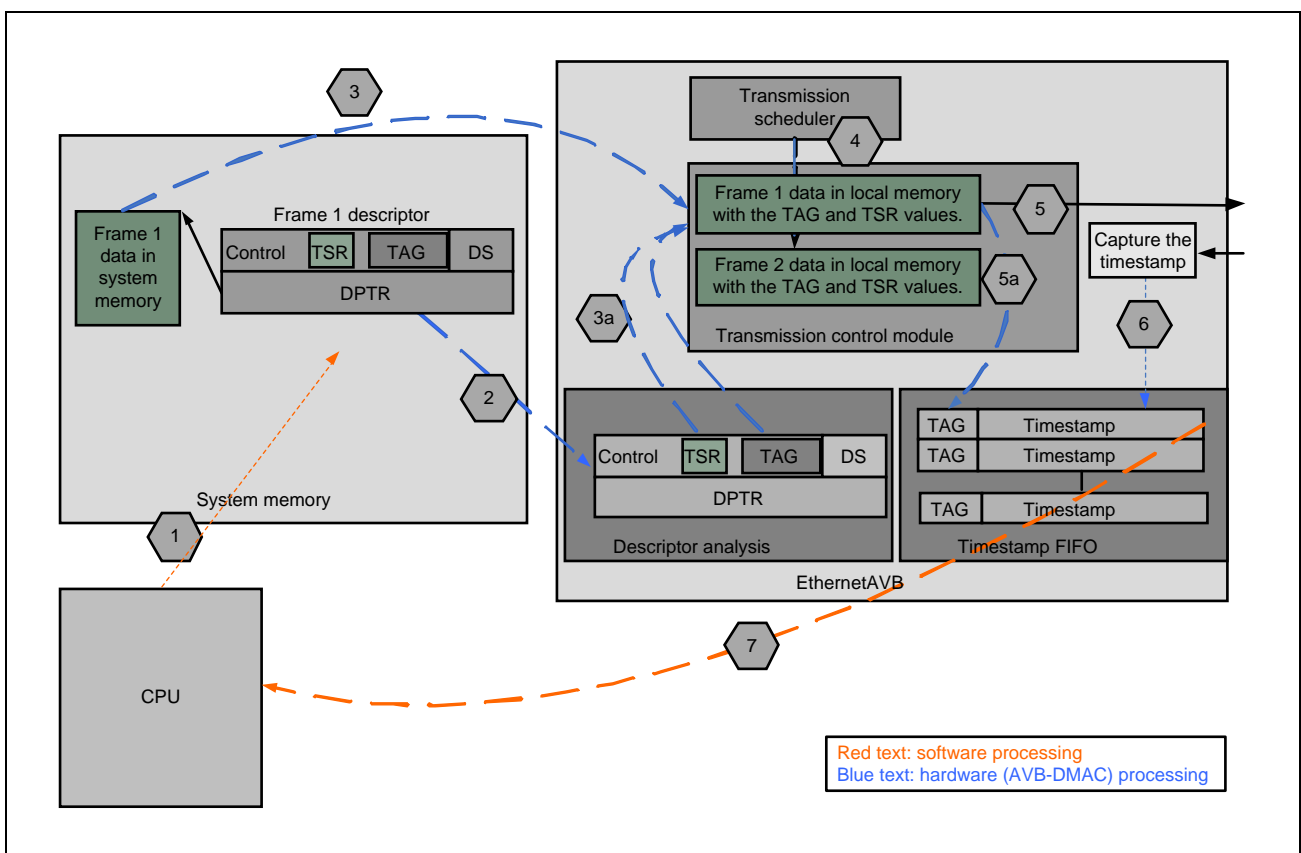 3
Transmission
scheduler
4
Frame 1 data in local memory
with the TAG and TSR values.
5
Frame 1 descriptor
Frame 1
data in
system
memory
Control
TSR
TAG
DS
DPTR
Capture the
timestamp
Frame 2 data in local memory
with the TAG and TSR values.
5a
3a
Transmission control module
6
2
TAG
Timestamp
TAG
Timestamp
Control
TSR
TAG
DS
DPTR
TAG
Timestamp
System memory
1
Descriptor analysis
Timestamp FIFO
EthernetAVB
7
CPU
Red text: software processing
Blue text: hardware (AVB-DMAC) processing